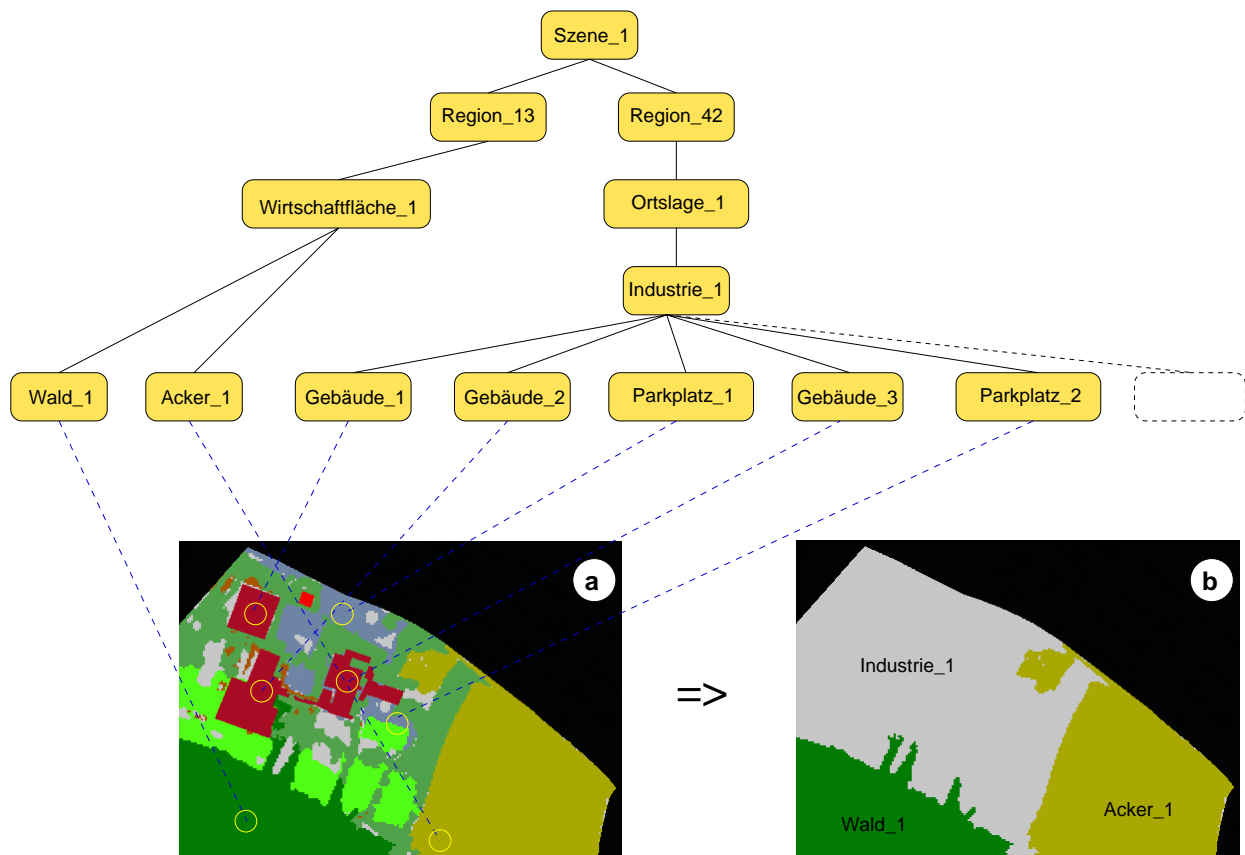 Szene_1
Region_13
Region_42
Wirtschaftfläche_1
Ortslage_1
Industrie_1
Wald_1
Acker_1
Gebäude_1
Gebäude_2
Parkplatz_1
Gebäude_3
Parkplatz_2
a
b
Industrie_1
=>
Acker_1
Wald_1